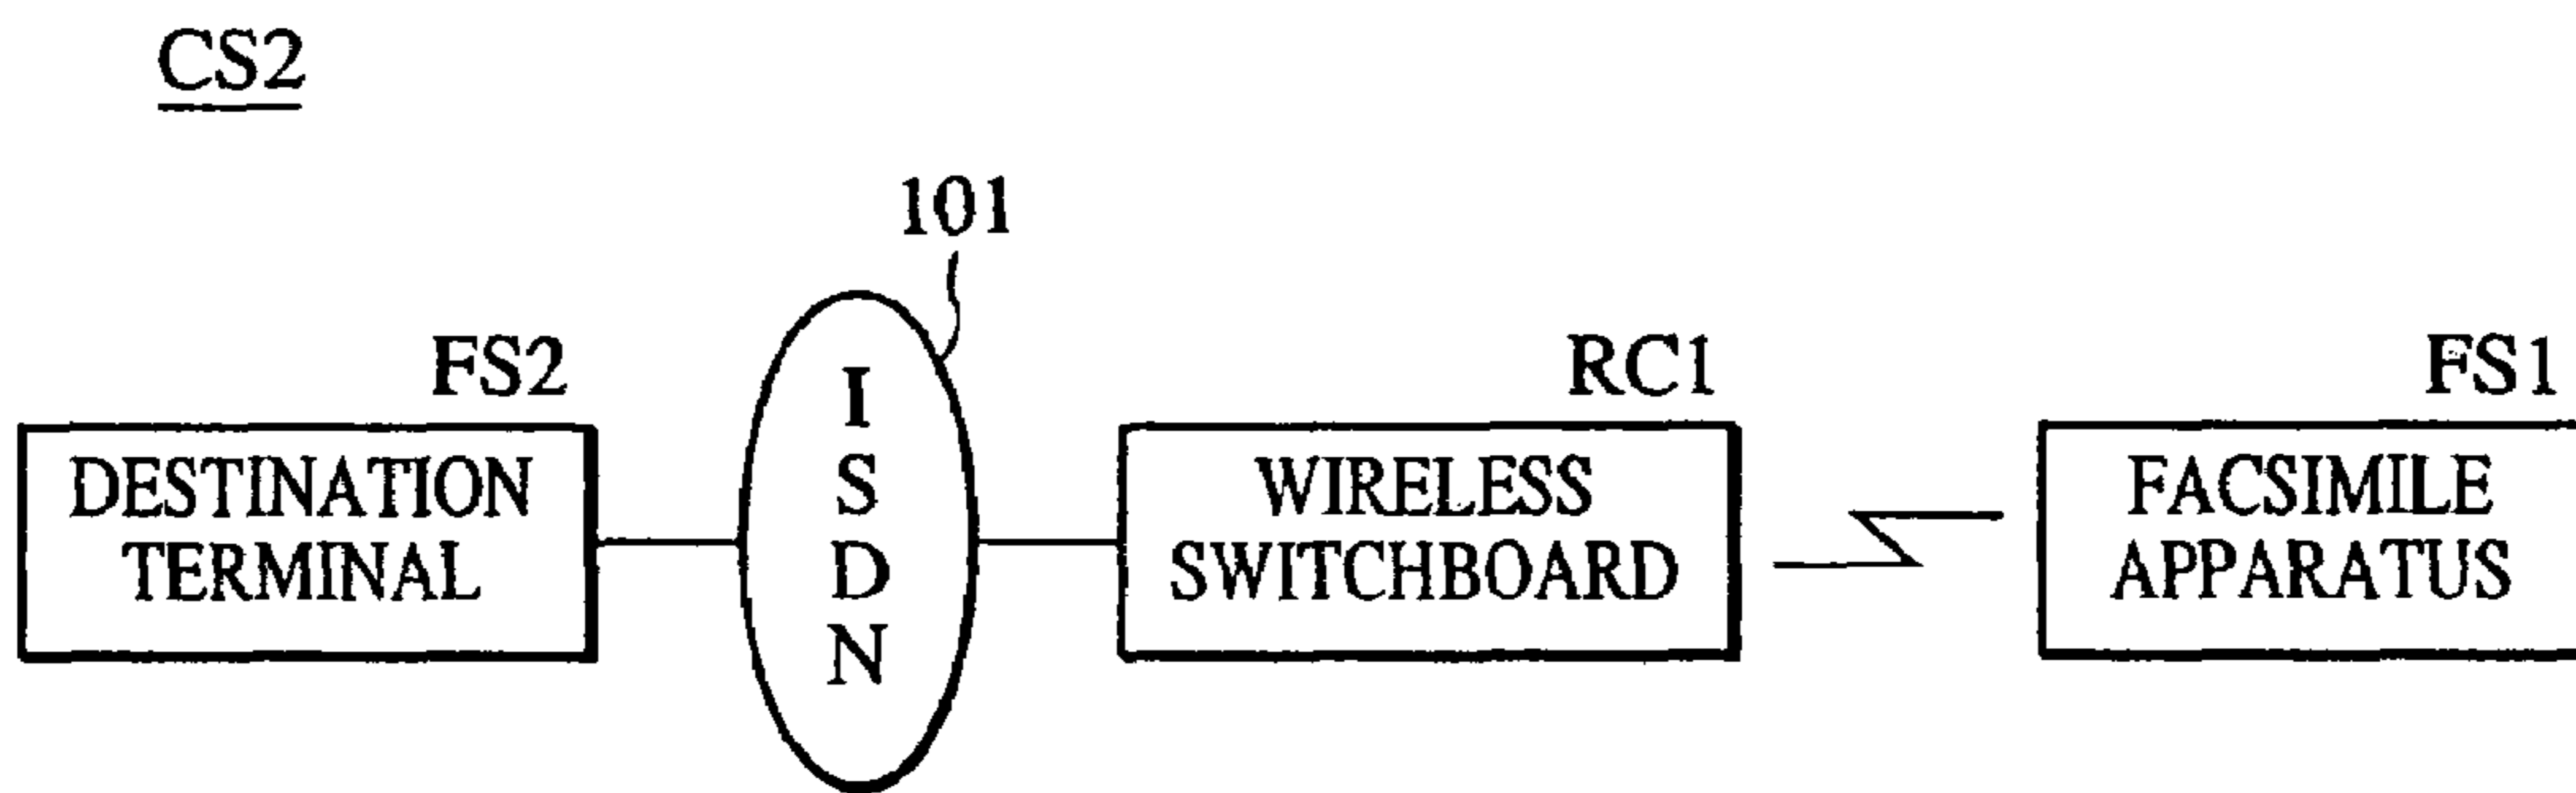 CS2
101
FS2
RC1
FS1
DESTINATION
TERMINAL
I
S
D
N
WIRELESS
SWITCHBOARD
FACSIMILE
APPARATUS